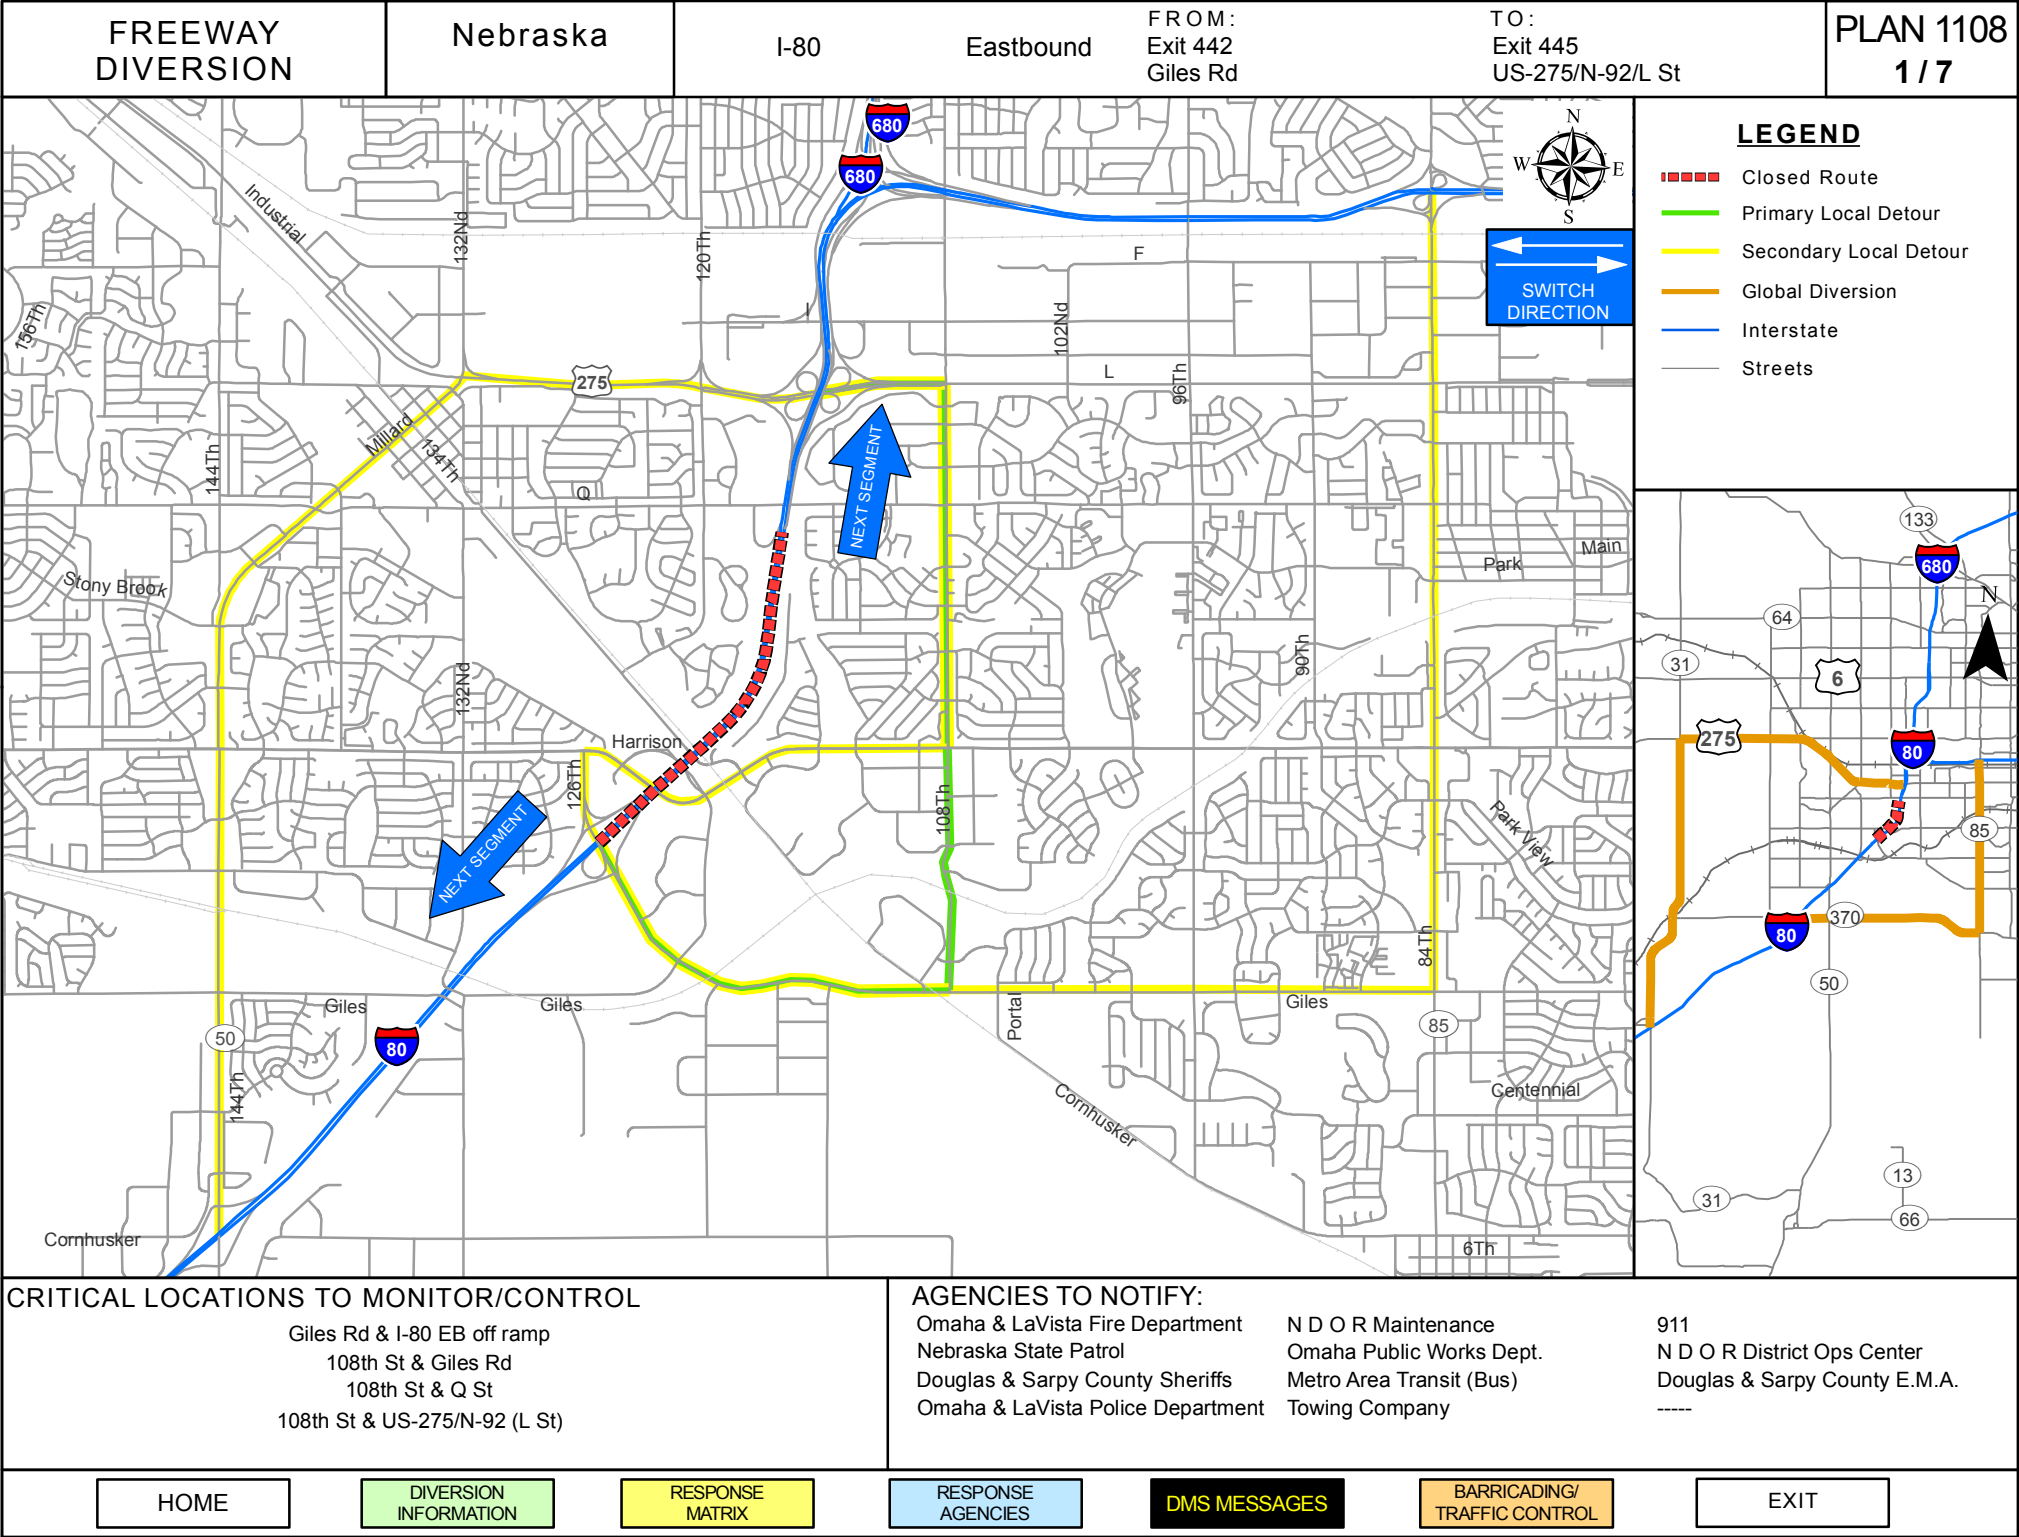 FREEWAY
DIVERSION
Nebraska
I-80
Eastbound
FROM:
Exit 442
Giles Rd
TO:
Exit 445
US-275/N-92/L St
PLAN 1108
1 / 7
680
680
Industrial
132Nd
120Th
156Th
I
F
102Nd
L
96Th
275
Millard
134Th
144Th
Q
NEXT SEGMENT
Stony Brook
Park
Main
90Th
132Nd
Harrison
126Th
108Th
NEXT SEGMENT
Park View
84Th
Giles
Giles
Giles
Portal
50
80
85
144Th
Cornhusker
Centennial
Cornhusker
6Th
N
W
E
S
SWITCH
DIRECTION
LEGEND
Closed Route
Primary Local Detour
Secondary Local Detour
Global Diversion
Interstate
Streets
133
680
N
64
31
6
275
80
85
370
80
50
13
31
66
CRITICAL LOCATIONS TO MONITOR/CONTROL
Giles Rd & I-80 EB off ramp
108th St & Giles Rd
108th St & Q St
108th St & US-275/N-92 (L St)
AGENCIES TO NOTIFY:
Omaha & LaVista Fire Department
Nebraska State Patrol
Douglas & Sarpy County Sheriffs
Omaha & LaVista Police Department
N D O R Maintenance
Omaha Public Works Dept.
Metro Area Transit (Bus)
Towing Company
911
N D O R District Ops Center
Douglas & Sarpy County E.M.A.
-----
HOME
DIVERSION
INFORMATION
RESPONSE
MATRIX
RESPONSE
AGENCIES
DMS MESSAGES
BARRICADING/
TRAFFIC CONTROL
EXIT